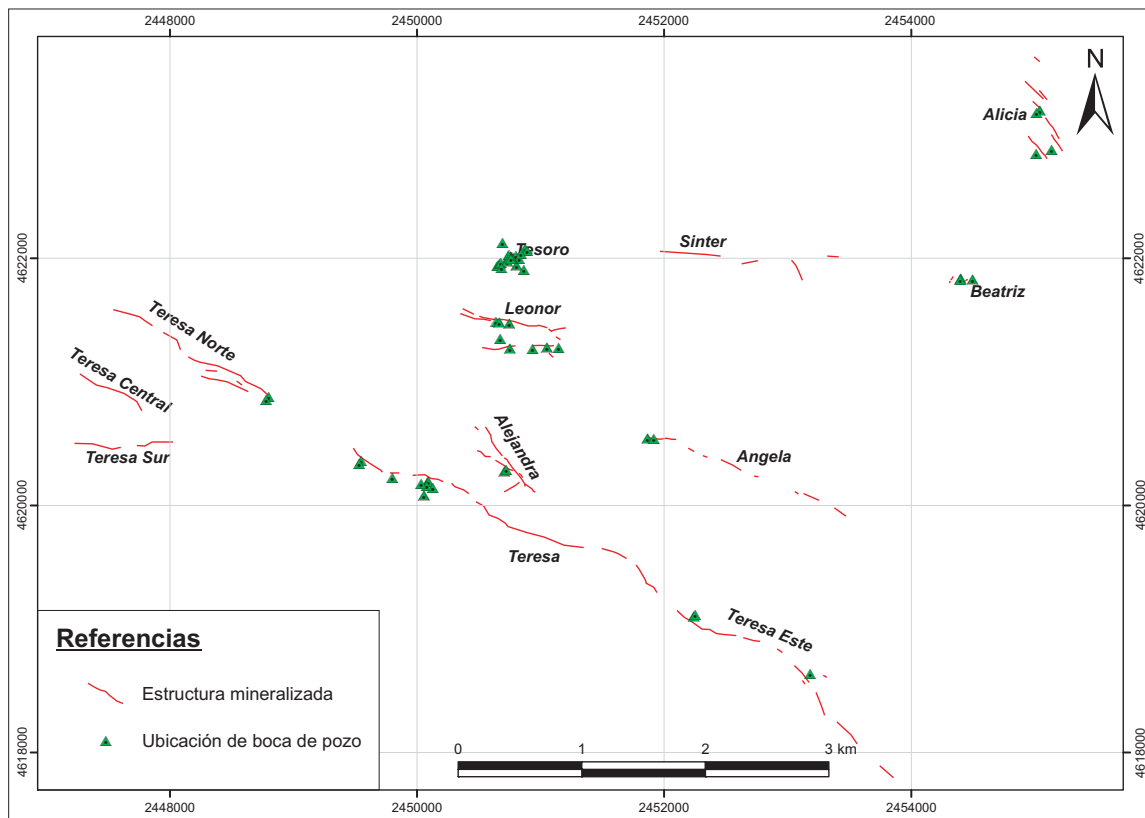 2448000
2450000
2452000
2454000
N
Alicia
4622000
4622000
Tesoro
Sinter
Beatriz
Leonor
Teresa Norte
Teresa Central
Teresa Sur
Alejandra
Angela
4620000
4620000
Teresa
Teresa Este
Referencias
Estructura mineralizada
Ubicación de boca de pozo
0
1
2
3 km
4618000
4618000
2448000
2450000
2452000
2454000